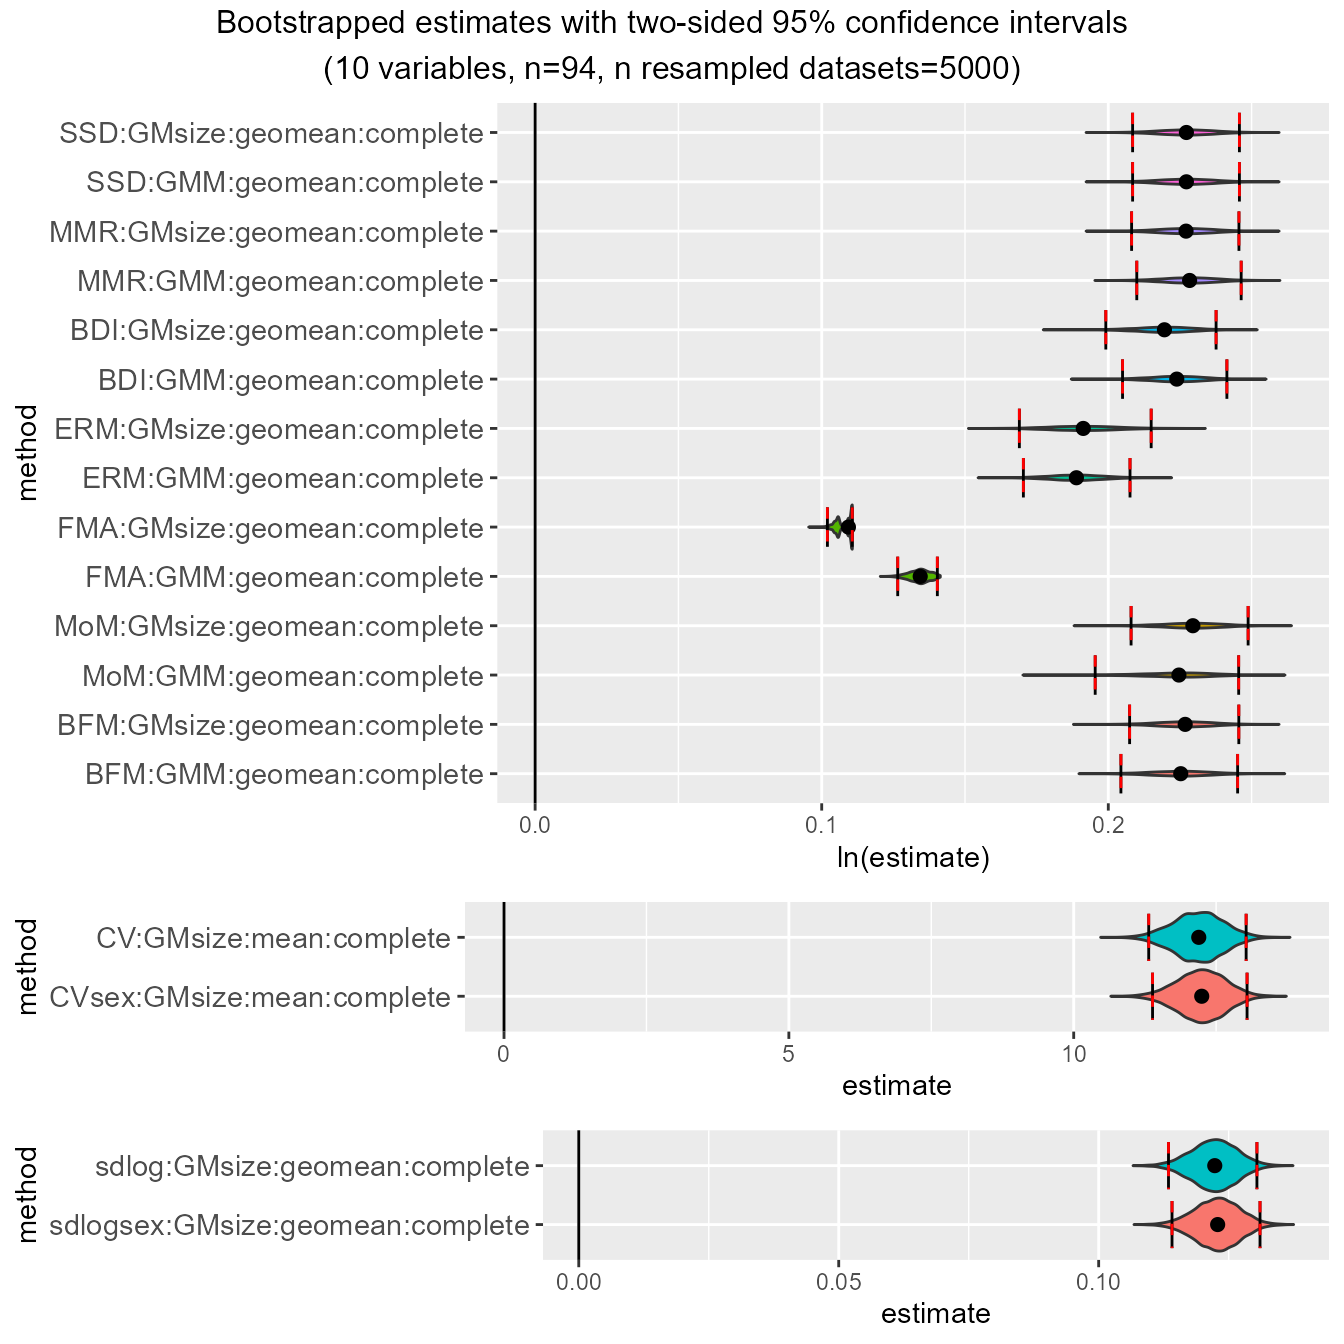 Bootstrapped estimates with two-sided 95% confidence intervals
(10 variables, n=94, n resampled datasets=5000)
method
SSD:GMsize:geomean:complete
SSD:GMM:geomean:complete
MMR:GMsize:geomean:complete
MMR:GMM:geomean:complete
BDI:GMsize:geomean:complete
BDI:GMM:geomean:complete
ERM:GMsize:geomean:complete
ERM:GMM:geomean:complete
FMA:GMsize:geomean:complete
FMA:GMM:geomean:complete
MoM:GMsize:geomean:complete
MoM:GMM:geomean:complete
BFM:GMsize:geomean:complete
BFM:GMM:geomean:complete
0.0 0.1 0.2
ln(estimate)
method
CV:GMsize:mean:complete
CVsex:GMsize:mean:complete
0 5 10
estimate
method
sdlog:GMsize:geomean:complete
sdlogsex:GMsize:geomean:complete
0.00 0.05 0.10
estimate